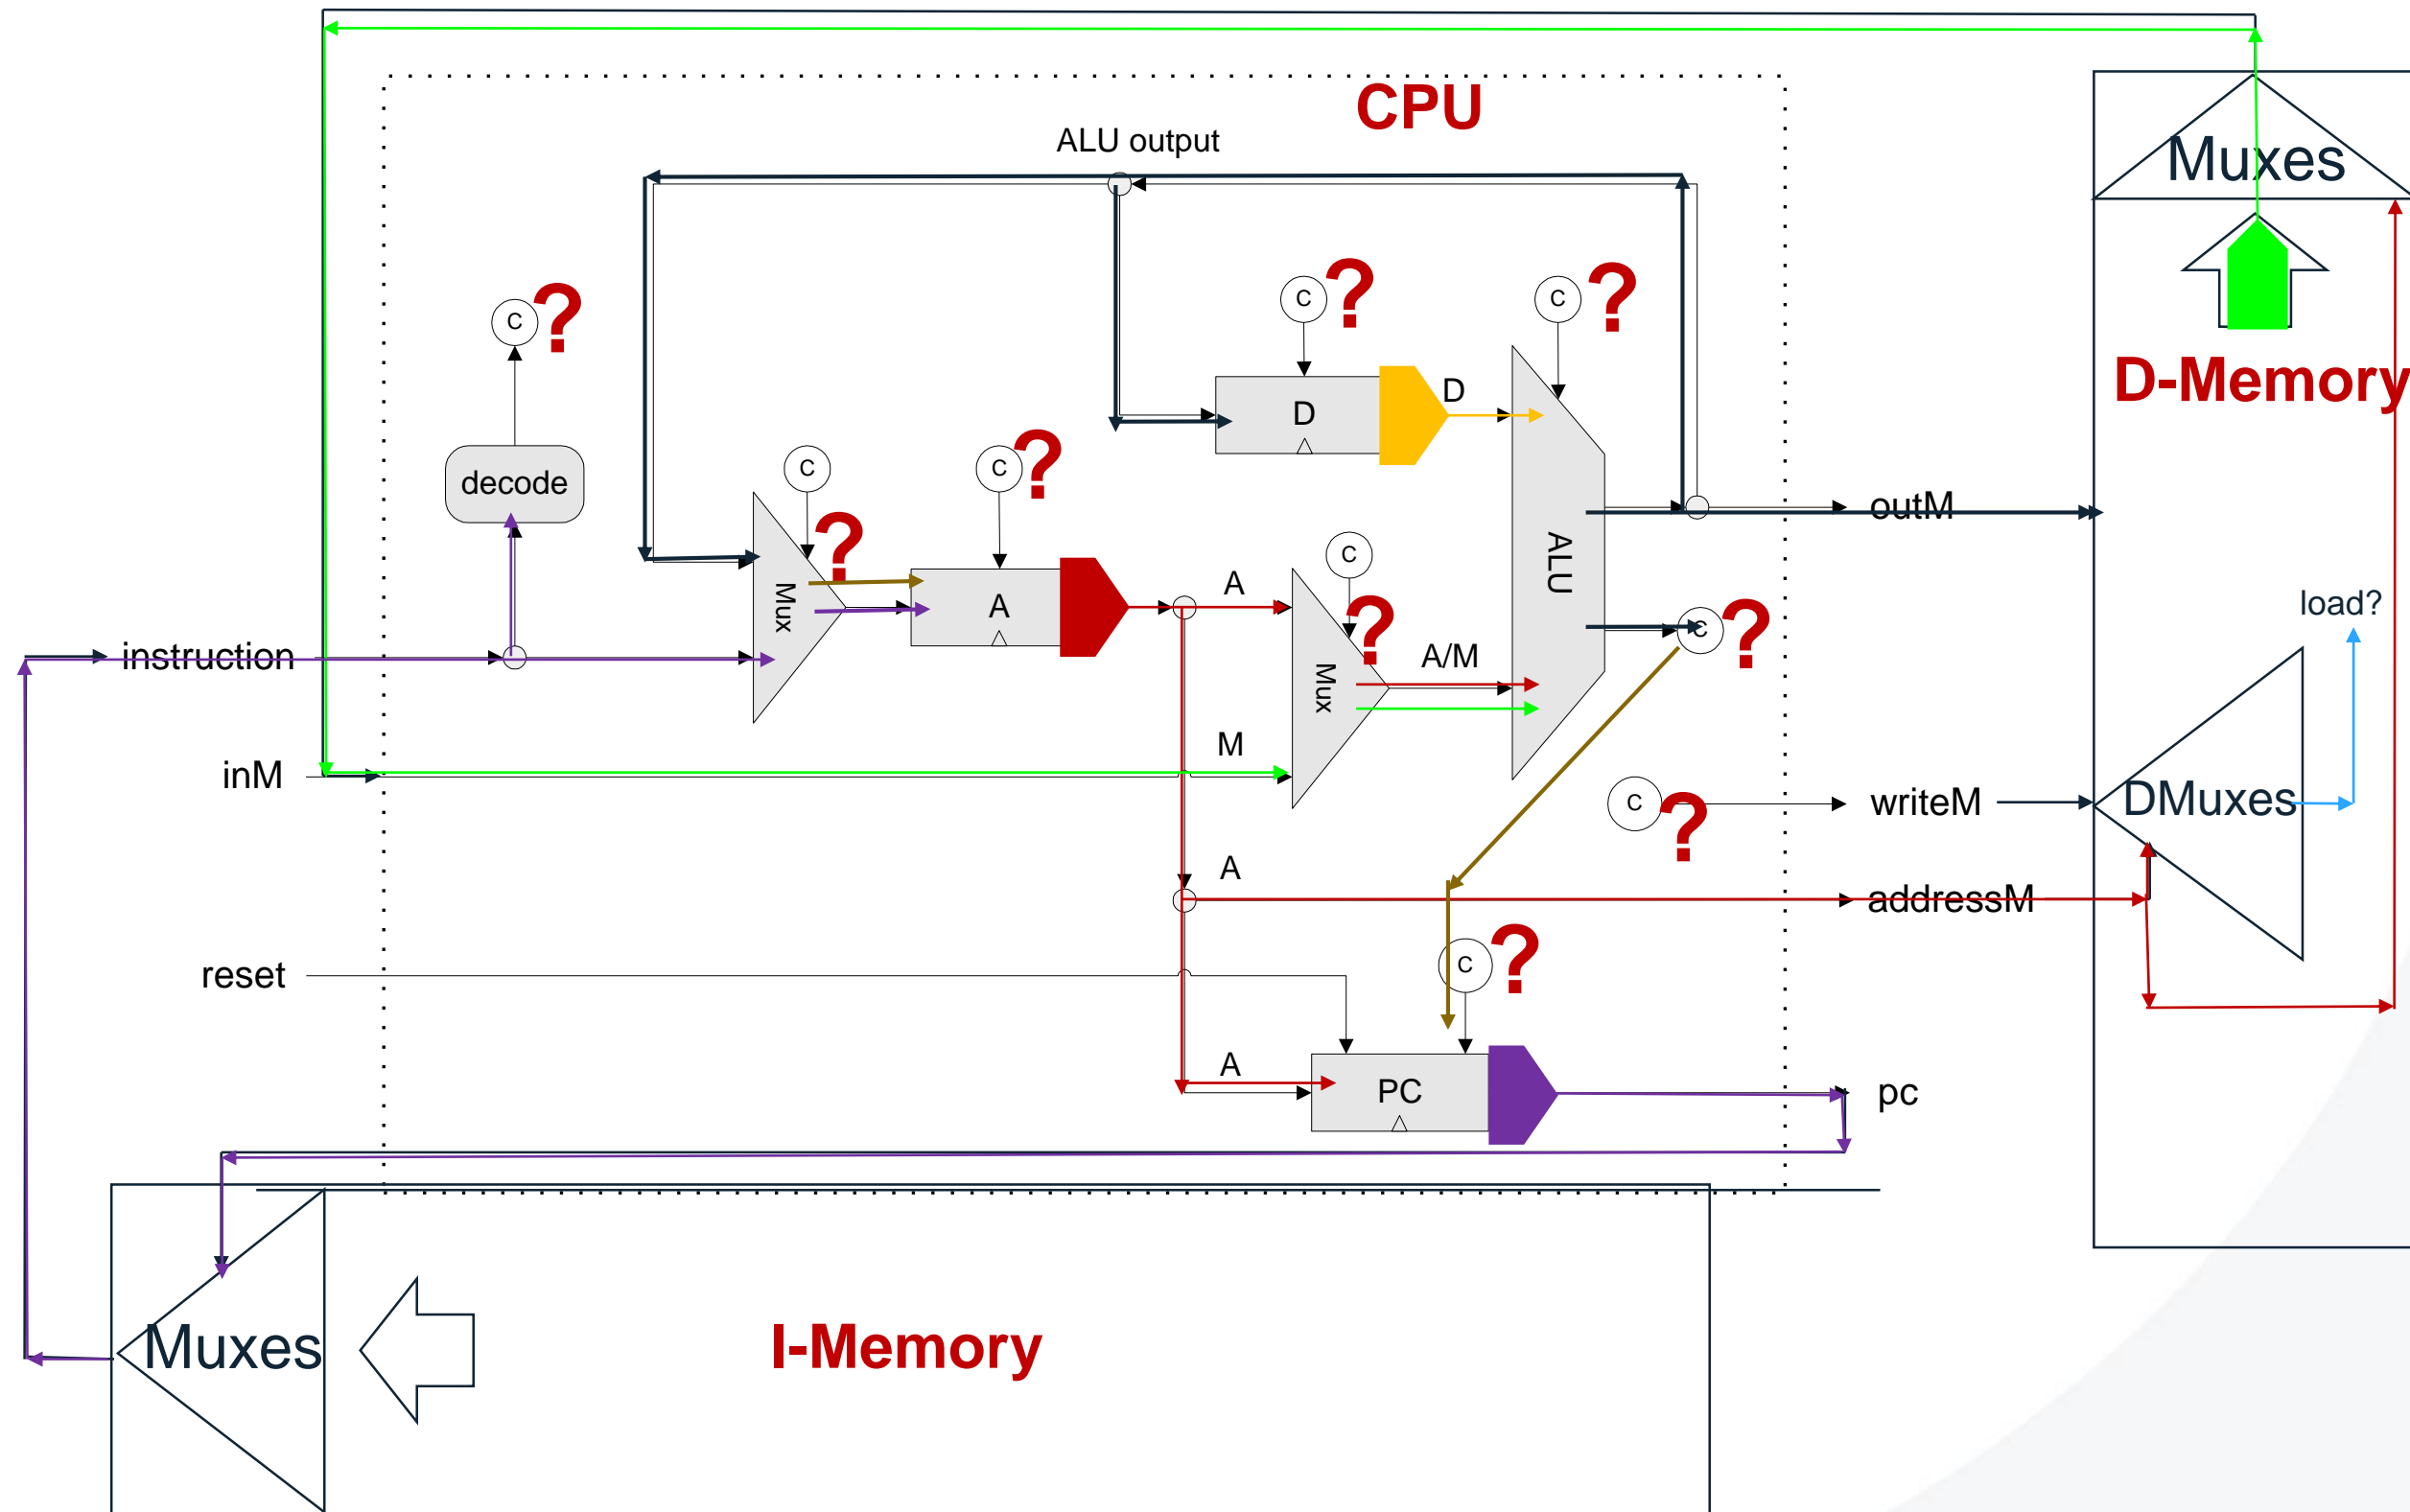 CPU
ALU output
Muxes
C ?
C ?
C ?
D-Memory
D
D
C
?
C ?
decode
outM
C
?
ALU
Mux
A
A
load?
C ?
instruction
Mux
A/M
M
inM
C ?
writeM
DMuxes
A
addressM
C ?
reset
A
PC
pc
Muxes
I-Memory